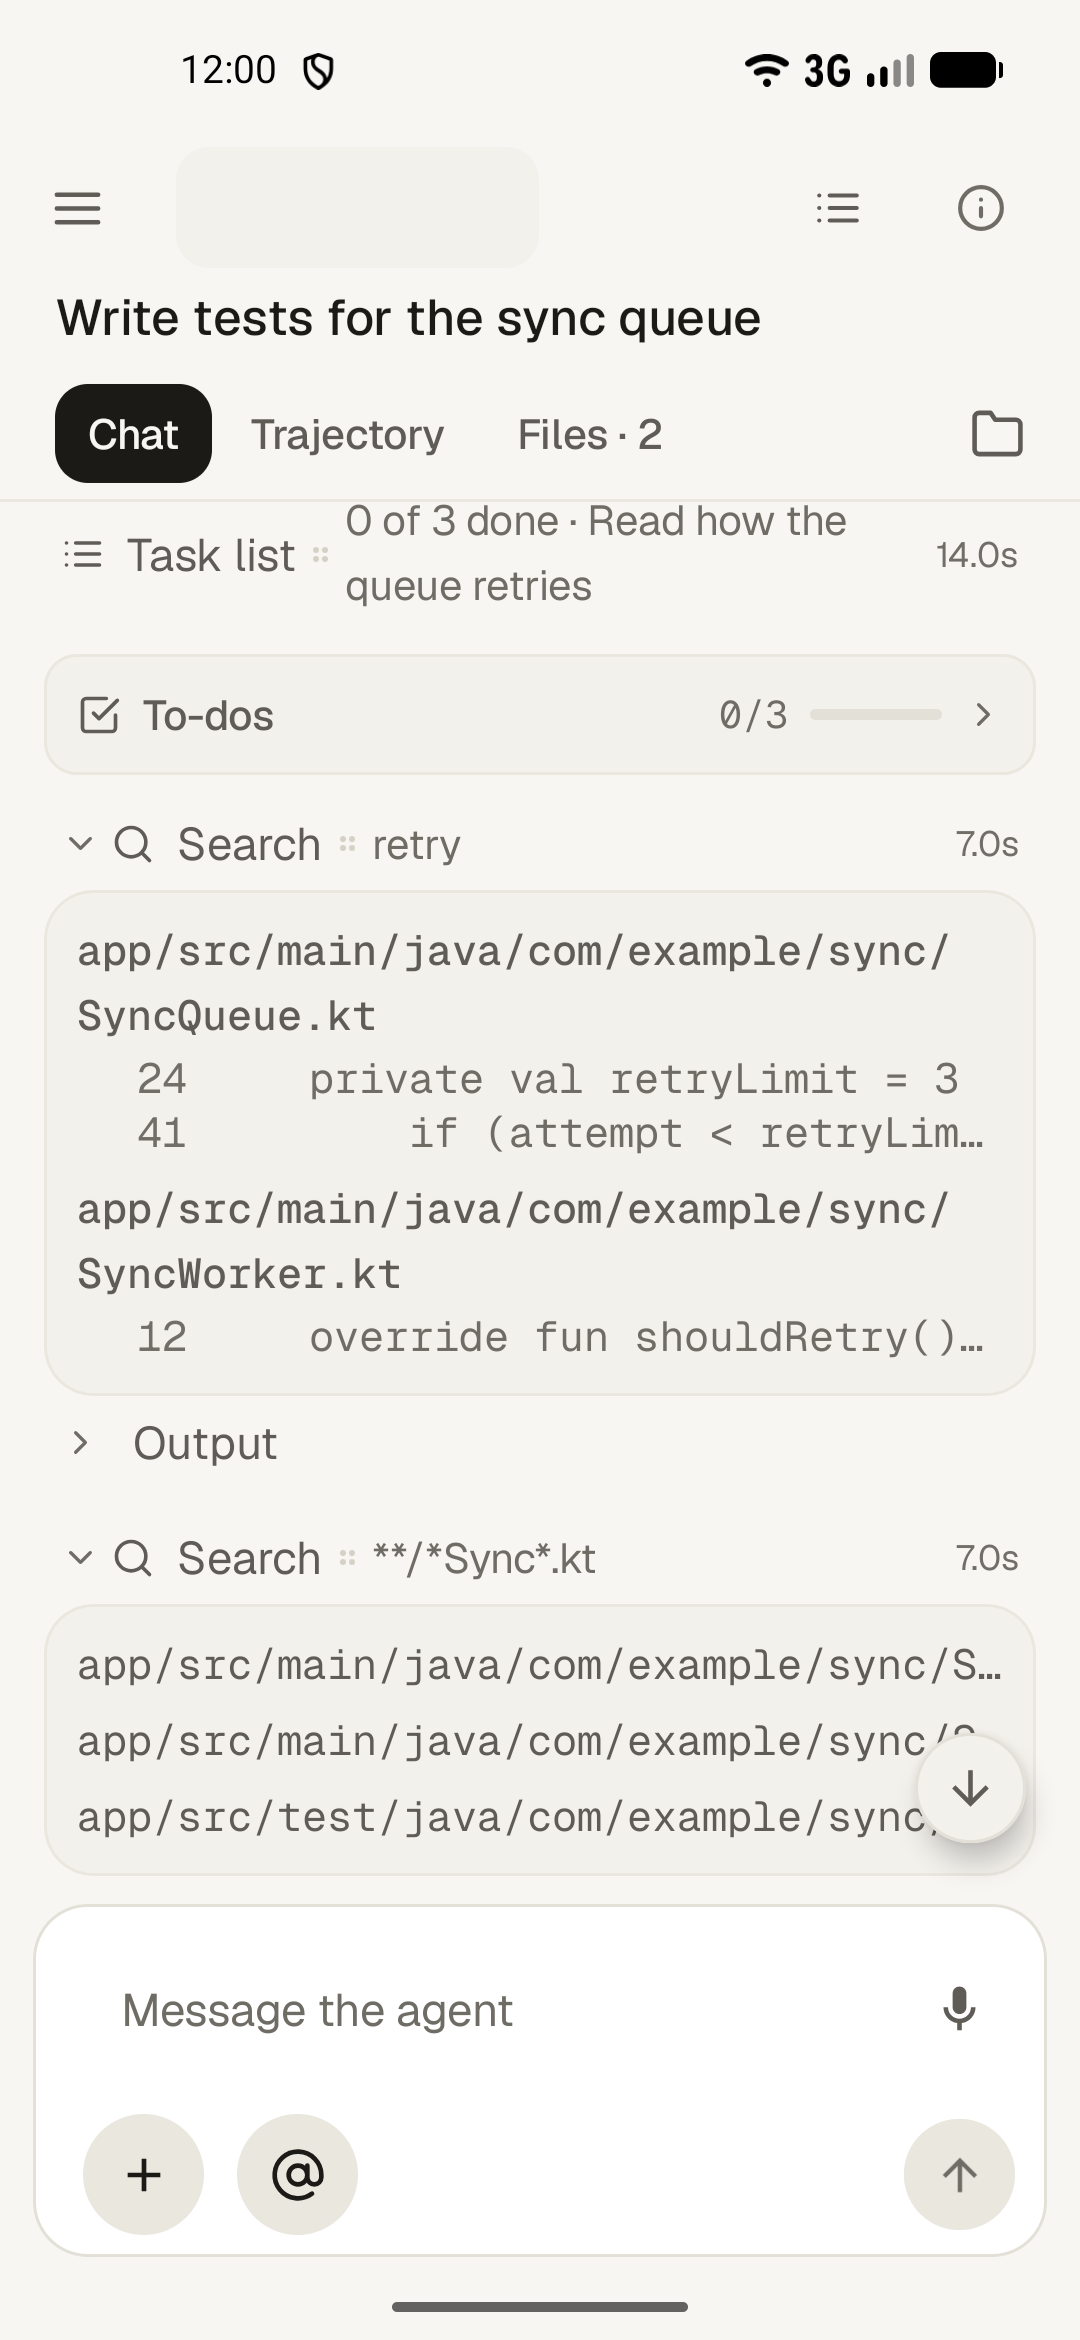 12:00
3G
Write tests for the sync queue
Chat
Trajectory
Files · 2
Task list
0 of 3 done · Read how the
queue retries
14.0s
To-dos
0/3
Search
retry
7.0s
app/src/main/java/com/example/sync/
SyncQueue.kt
24 private val retryLimit = 3
41 if (attempt < retryLim…
app/src/main/java/com/example/sync/
SyncWorker.kt
12 override fun shouldRetry()…
Output
Search
**/*Sync*.kt
7.0s
app/src/main/java/com/example/sync/S…
app/src/main/java/com/example/sync/
app/src/test/java/com/example/sync/
Message the agent